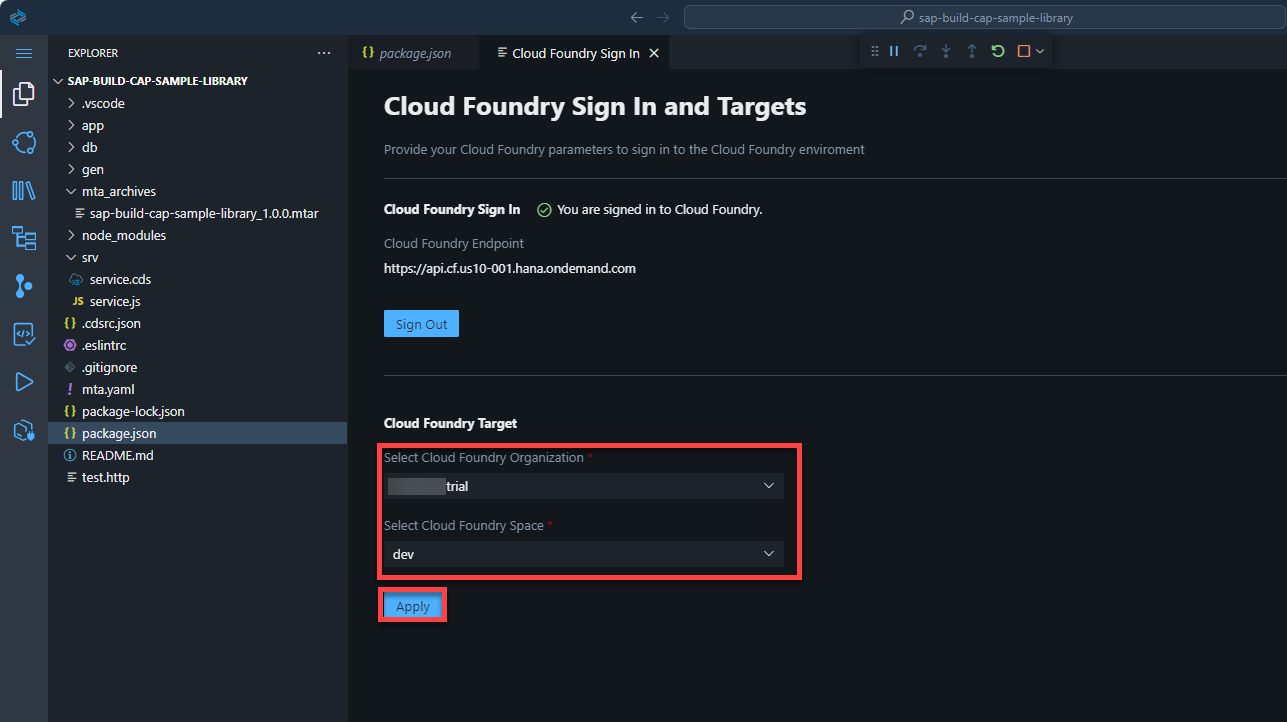 sap-build-cap-sample-library
EXPLORER
SAP-BUILD-CAP-SAMPLE-LIBRARY
.vscode
app
db
gen
mta_archives
sap-build-cap-sample-library_1.0.0.mtar
node_modules
srv
service.cds
JS service.js
{} .cdsrc.json
.eslintrc
.gitignore
! mta.yaml
{} package-lock.json
{} package.json
README.md
test.http
{} package.json
Cloud Foundry Sign In
Cloud Foundry Sign In and Targets
Provide your Cloud Foundry parameters to sign in to the Cloud Foundry enviroment
Cloud Foundry Sign In You are signed in to Cloud Foundry.
Cloud Foundry Endpoint
https://api.cf.us10-001.hana.ondemand.com
Sign Out
Cloud Foundry Target
Select Cloud Foundry Organization *
trial
Select Cloud Foundry Space *
dev
Apply